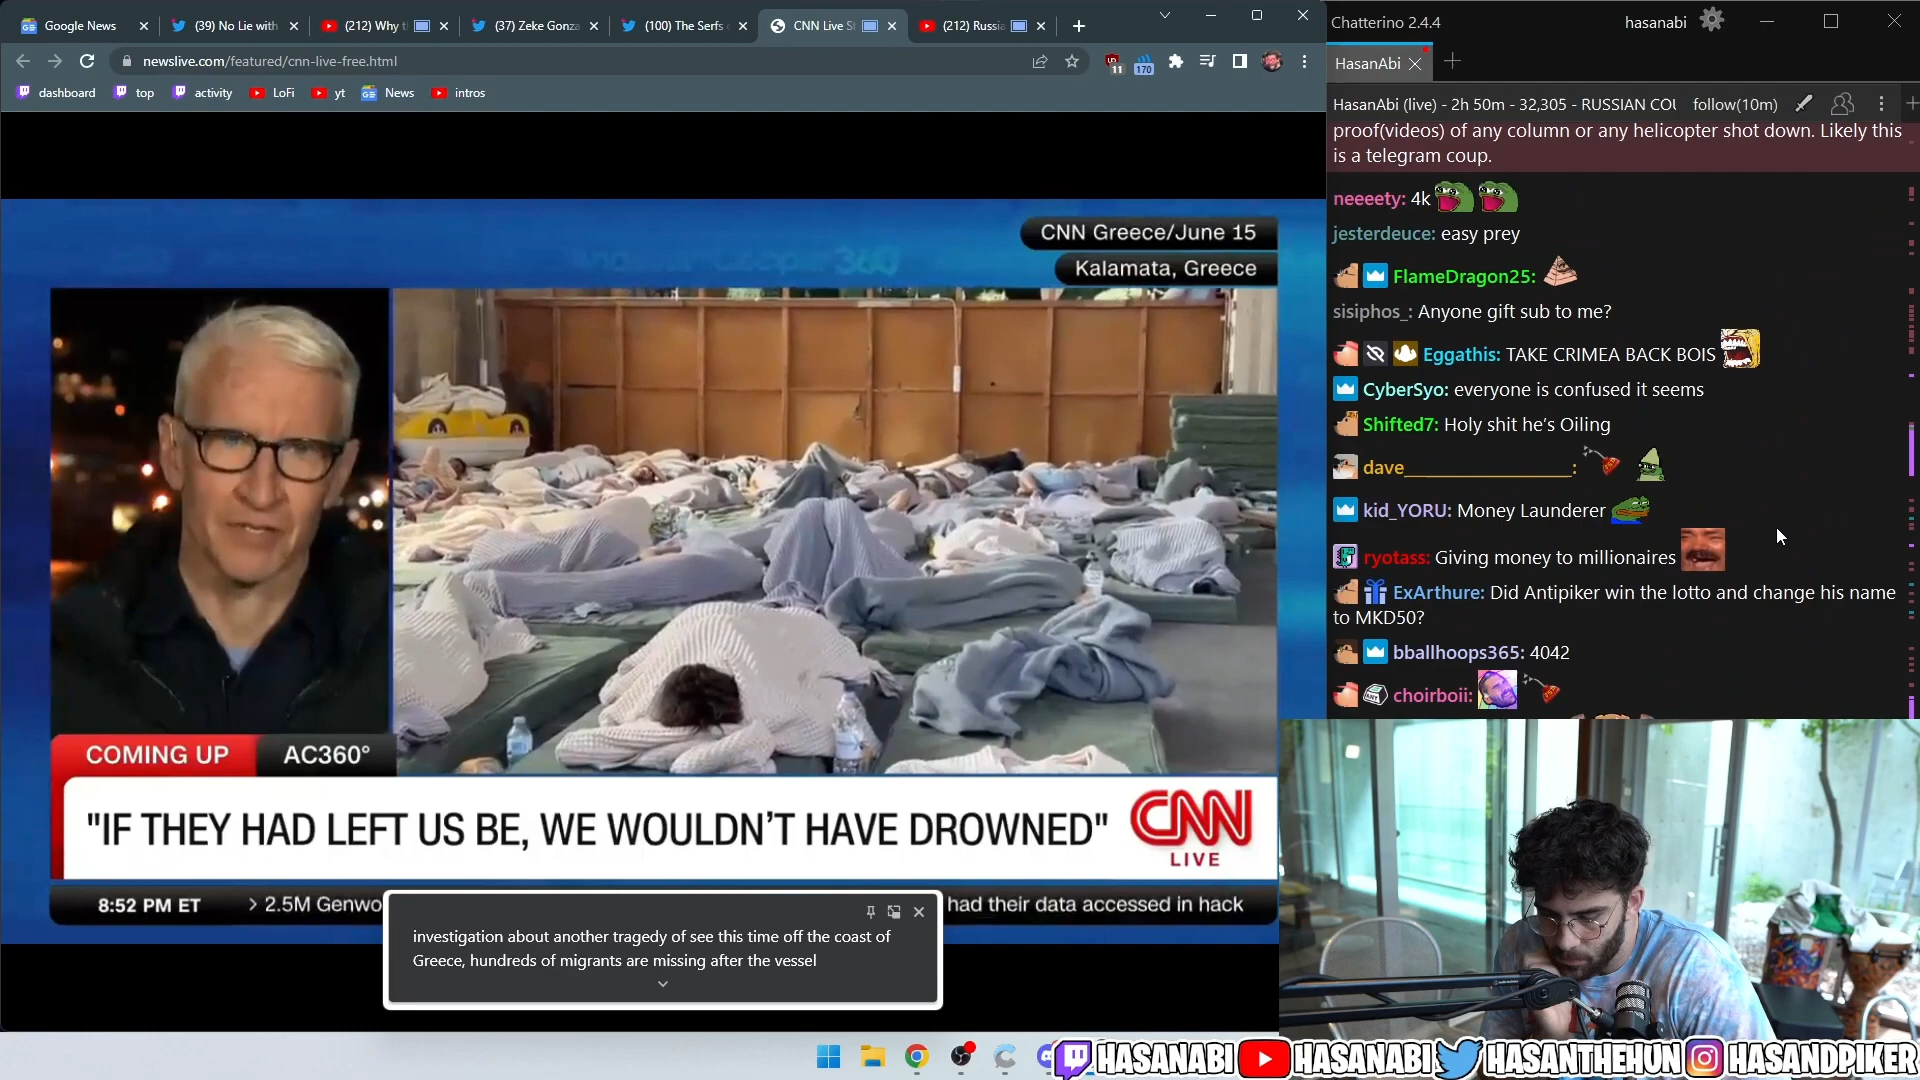 Google News
(39) No Lie with
(212) Why t
(37) Zeke Gonza
(100) The Serfs
CNN Live S
(212) Russia
newslive.com/featured/cnn-live-free.html
11
170
dashboard
top
activity
LoFi
yt
News
intros
CNN Greece/June 15
Kalamata, Greece
360
COMING UP
AC360°
"IF THEY HAD LEFT US BE, WE WOULDN'T HAVE DROWNED"
CNN
LIVE
8:52 PM ET
> 2.5M Genwo
had their data accessed in hack
investigation about another tragedy of see this time off the coast of
Greece, hundreds of migrants are missing after the vessel
Chatterino 2.4.4
hasanabi
HasanAbi
HasanAbi (live) - 2h 50m - 32,305 - RUSSIAN COU
follow(10m)
proof(videos) of any column or any helicopter shot down. Likely this
is a telegram coup.
neeeety: 4k
jesterdeuce: easy prey
FlameDragon25:
sisiphos_: Anyone gift sub to me?
Eggathis: TAKE CRIMEA BACK BOIS
CyberSyo: everyone is confused it seems
Shifted7: Holy shit he's Oiling
dave_________________:
kid_YORU: Money Launderer
ryotass: Giving money to millionaires
ExArthure: Did Antipiker win the lotto and change his name
to MKD50?
bballhoops365: 4042
choirboii:
HASANABI
HASANABI
HASANTHEHUN
HASANDPIKER